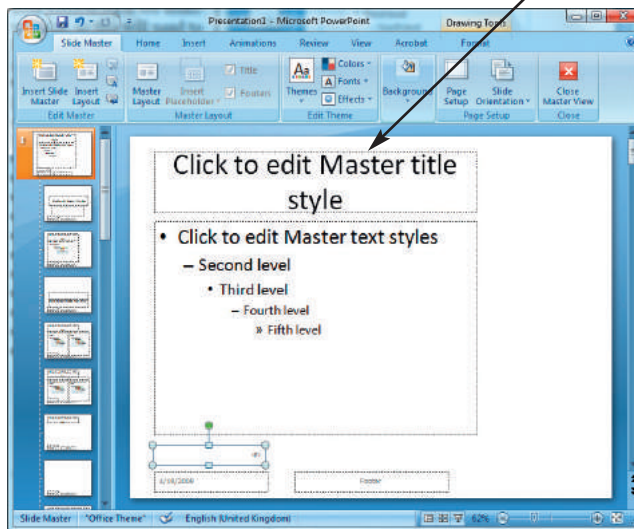 Presentation1 - Microsoft PowerPoint
Drawing Tools
Slide Master Home Insert Animations Review View Acrobat Format
Insert Slide Master
Insert Layout
Master Layout
Insert Placeholder
Title
Footers
Themes
Colors
Fonts
Effects
Background
Page Setup
Slide Orientation
Close Master View
Edit Master
Master Layout
Edit Theme
Page Setup
Close
1
Click to edit Master title
style
• Click to edit Master text styles
– Second level
• Third level
– Fourth level
» Fifth level
‹#›
Footer
Slide Master "Office Theme" English (United Kingdom) 62%